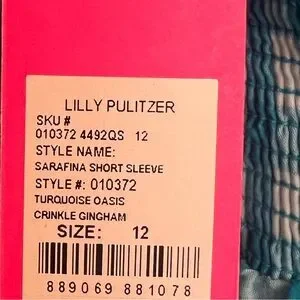 LILLY PULITZER
SKU #
010372 4492QS 12
STYLE NAME:
SARAFINA SHORT SLEEVE
STYLE #: 010372
TURQUOISE OASIS
CRINKLE GINGHAM
SIZE: 12
889069 881078